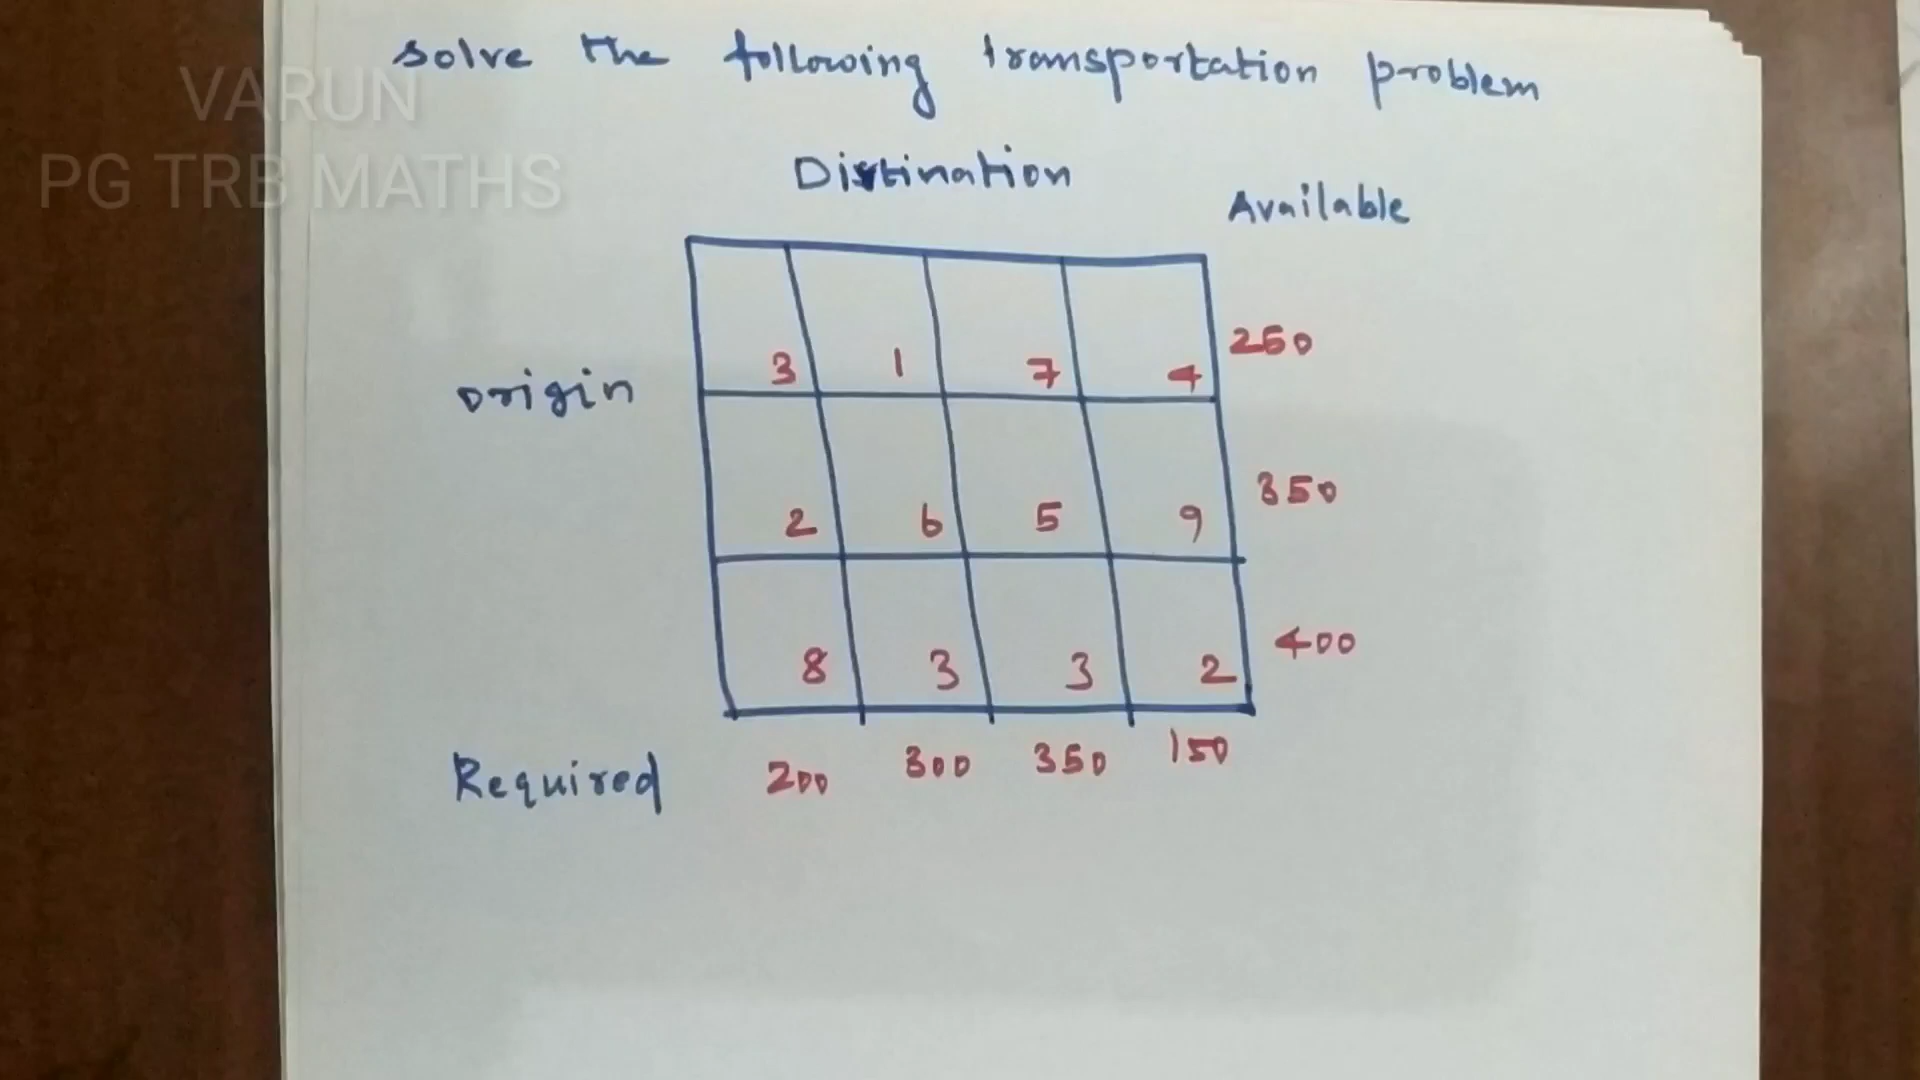 solve the following transportation problem
VARUN
PG TRB MATHS
Distination
Available
3 1 7 4 250
origin
2 6 5 9 350
8 3 3 2 400
Required 200 300 350 150